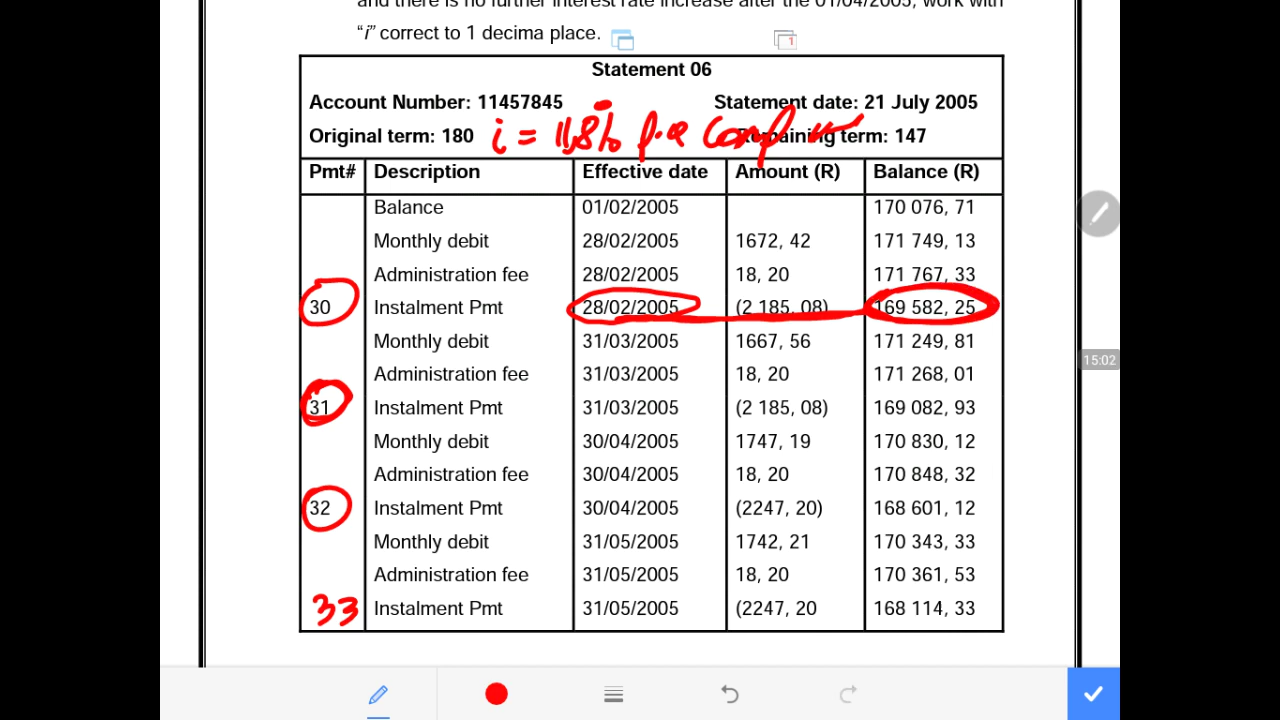 and there is no further interest rate increase after the 01/04/2005, work with
“i” correct to 1 decima place.
Statement 06
Account Number: 11457845 Statement date: 21 July 2005
Original term: 180 i = 11,8% p.a comp Remaining term: 147
Pmt# Description Effective date Amount (R) Balance (R)
Balance 01/02/2005 170 076, 71
Monthly debit 28/02/2005 1672, 42 171 749, 13
Administration fee 28/02/2005 18, 20 171 767, 33
30 Instalment Pmt 28/02/2005 (2 185, 08) 169 582, 25
Monthly debit 31/03/2005 1667, 56 171 249, 81
Administration fee 31/03/2005 18, 20 171 268, 01
31 Instalment Pmt 31/03/2005 (2 185, 08) 169 082, 93
Monthly debit 30/04/2005 1747, 19 170 830, 12
Administration fee 30/04/2005 18, 20 170 848, 32
32 Instalment Pmt 30/04/2005 (2247, 20) 168 601, 12
Monthly debit 31/05/2005 1742, 21 170 343, 33
Administration fee 31/05/2005 18, 20 170 361, 53
33 Instalment Pmt 31/05/2005 (2247, 20 168 114, 33
15:02